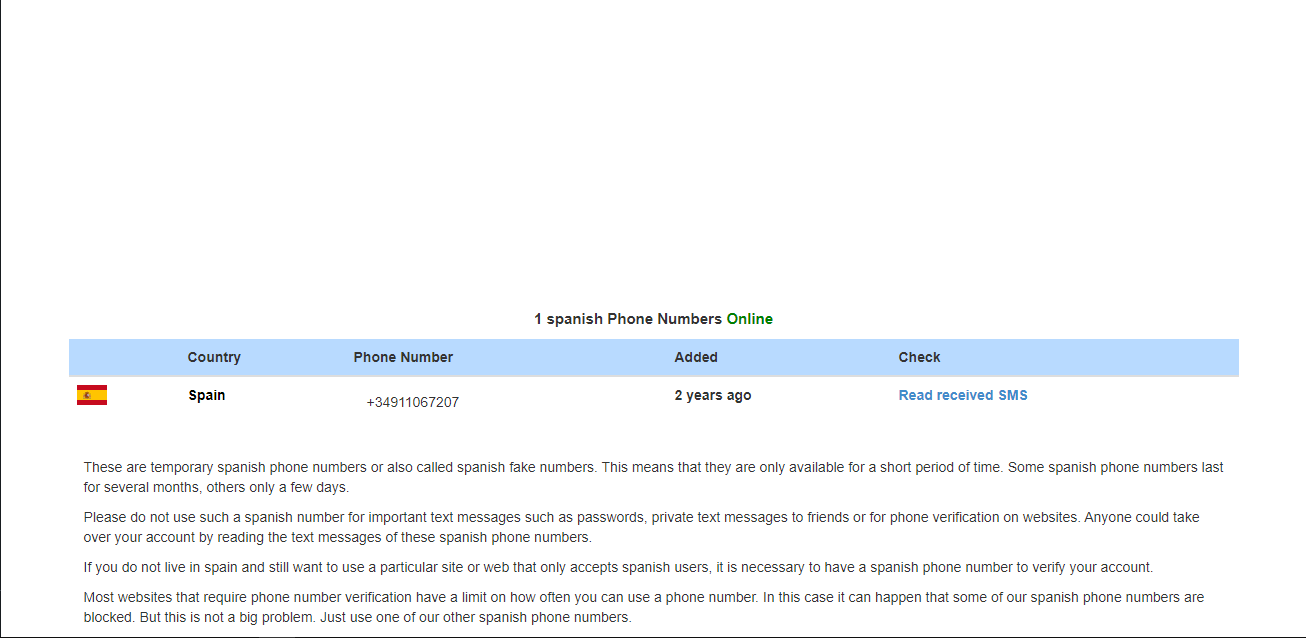 1 spanish Phone Numbers Online
Country Phone Number Added Check
Spain +34911067207 2 years ago Read received SMS
These are temporary spanish phone numbers or also called spanish fake numbers. This means that they are only available for a short period of time. Some spanish phone numbers last
for several months, others only a few days.
Please do not use such a spanish number for important text messages such as passwords, private text messages to friends or for phone verification on websites. Anyone could take
over your account by reading the text messages of these spanish phone numbers.
If you do not live in spain and still want to use a particular site or web that only accepts spanish users, it is necessary to have a spanish phone number to verify your account.
Most websites that require phone number verification have a limit on how often you can use a phone number. In this case it can happen that some of our spanish phone numbers are
blocked. But this is not a big problem. Just use one of our other spanish phone numbers.